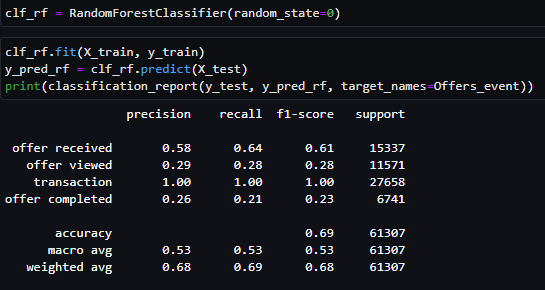 clf_rf = RandomForestClassifier(random_state=0)
clf_rf.fit(X_train, y_train)
y_pred_rf = clf_rf.predict(X_test)
print(classification_report(y_test, y_pred_rf, target_names=Offers_event))
precision recall f1-score support
offer received 0.58 0.64 0.61 15337
offer viewed 0.29 0.28 0.28 11571
transaction 1.00 1.00 1.00 27658
offer completed 0.26 0.21 0.23 6741
accuracy 0.69 61307
macro avg 0.53 0.53 0.53 61307
weighted avg 0.68 0.69 0.68 61307